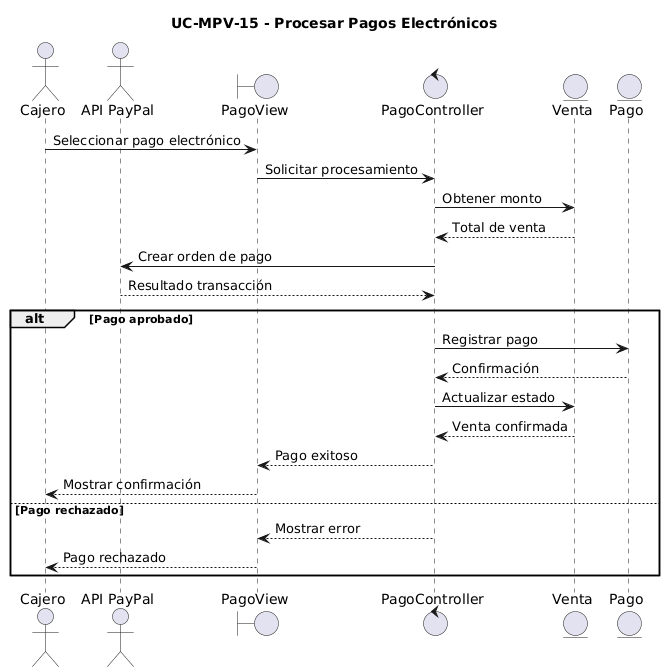 UC-MPV-15 - Procesar Pagos Electrónicos
Cajero API PayPal PagoView PagoController Venta Pago
Seleccionar pago electrónico
Solicitar procesamiento
Obtener monto
Total de venta
Crear orden de pago
Resultado transacción
alt [Pago aprobado]
Registrar pago
Confirmación
Actualizar estado
Venta confirmada
Pago exitoso
Mostrar confirmación
[Pago rechazado]
Mostrar error
Pago rechazado
Cajero API PayPal PagoView PagoController Venta Pago